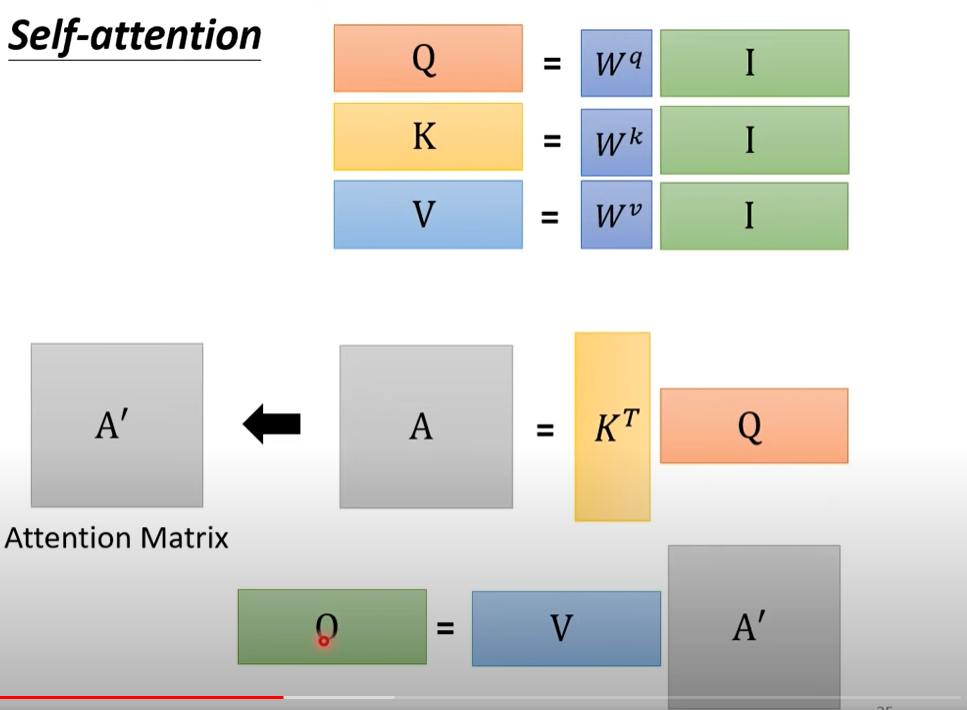 Self-attention
Q = W^q I
K = W^k I
V = W^v I
A′ A = K^T Q
Attention Matrix
O = V A′